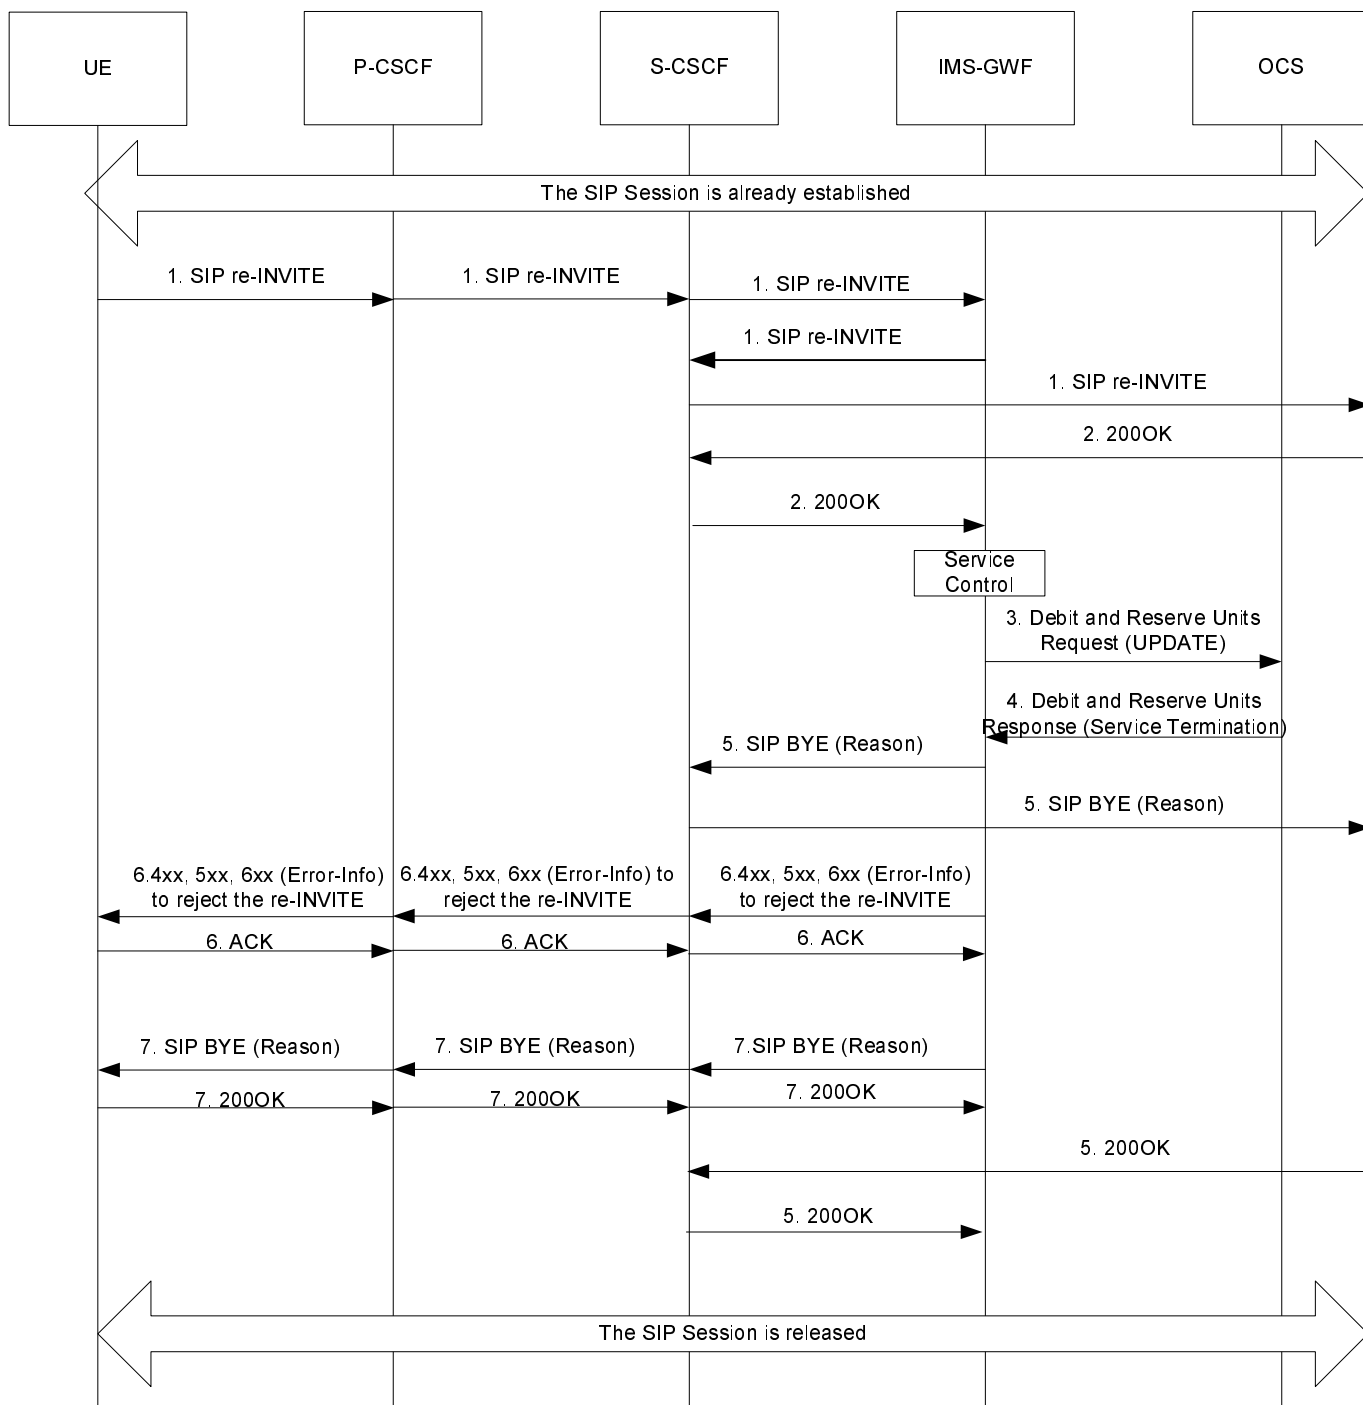 UE
P-CSCF
S-CSCF
IMS-GWF
OCS
The SIP Session is already established
1. SIP re-INVITE
1. SIP re-INVITE
1. SIP re-INVITE
1. SIP re-INVITE
1. SIP re-INVITE
2. 200OK
2. 200OK
Service
Control
3. Debit and Reserve Units
Request (UPDATE)
4. Debit and Reserve Units
Response (Service Termination)
5. SIP BYE (Reason)
5. SIP BYE (Reason)
6.4xx, 5xx, 6xx (Error-Info)
to reject the re-INVITE
6.4xx, 5xx, 6xx (Error-Info) to
reject the re-INVITE
6.4xx, 5xx, 6xx (Error-Info)
to reject the re-INVITE
6. ACK
6. ACK
6. ACK
7. SIP BYE (Reason)
7. SIP BYE (Reason)
7.SIP BYE (Reason)
7. 200OK
7. 200OK
7. 200OK
5. 200OK
5. 200OK
The SIP Session is released